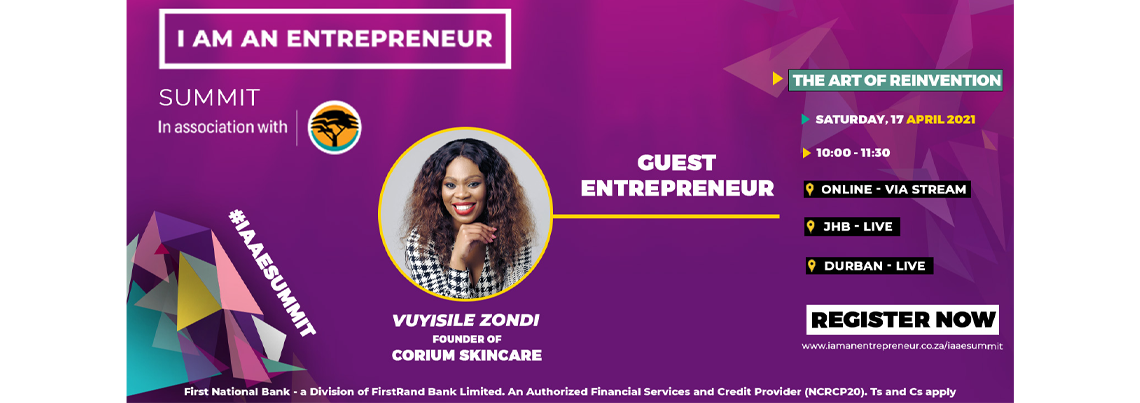 I AM AN ENTREPRENEUR
SUMMIT
In association with
#IAAESUMMIT
VUYISILE ZONDI
FOUNDER OF
CORIUM SKINCARE
GUEST
ENTREPRENEUR
THE ART OF REINVENTION
SATURDAY, 17 APRIL 2021
10:00 - 11:30
ONLINE - VIA STREAM
JHB - LIVE
DURBAN - LIVE
REGISTER NOW
www.iamanentrepreneur.co.za/iaaesummit
First National Bank - a Division of FirstRand Bank Limited. An Authorized Financial Services and Credit Provider (NCRCP20). Ts and Cs apply